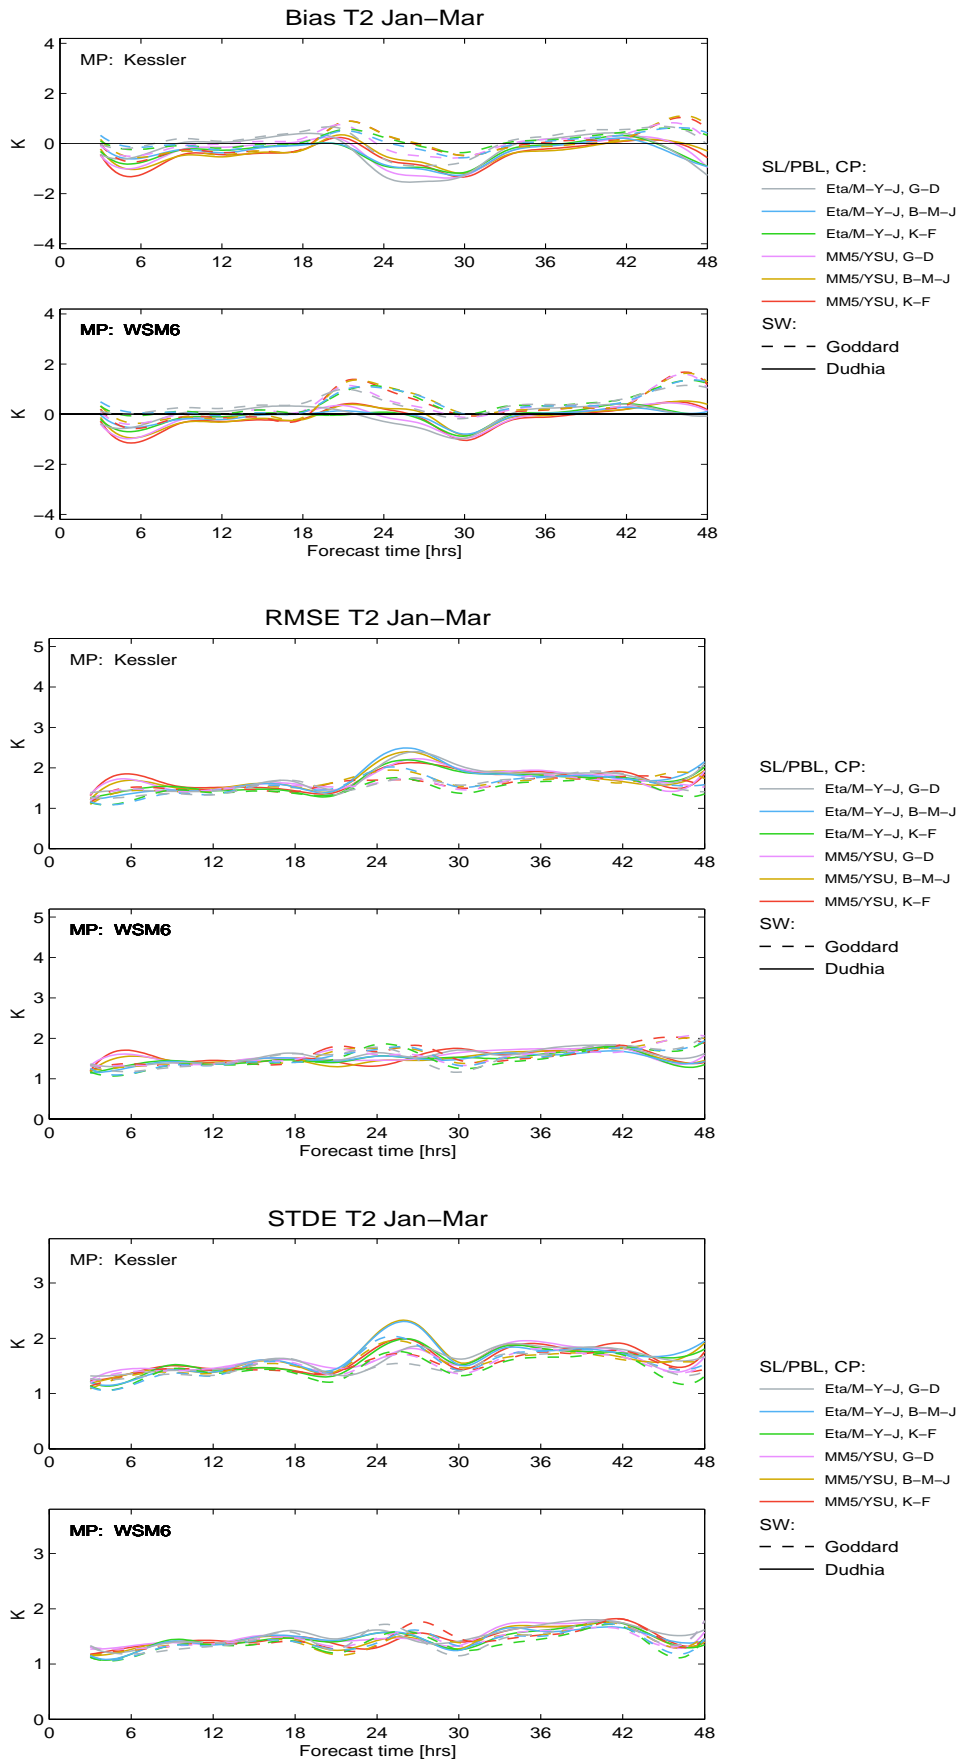 Bias T2 Jan−Mar
MP: Kessler
4
2
0
−2
−4
K
0 6 12 18 24 30 36 42 48
MP: WSM6
4
2
0
−2
−4
K
0 6 12 18 24 30 36 42 48
Forecast time [hrs]
SL/PBL, CP:
Eta/M−Y−J, G−D
Eta/M−Y−J, B−M−J
Eta/M−Y−J, K−F
MM5/YSU, G−D
MM5/YSU, B−M−J
MM5/YSU, K−F
SW:
Goddard
Dudhia
RMSE T2 Jan−Mar
MP: Kessler
5
4
3
2
1
0
K
0 6 12 18 24 30 36 42 48
MP: WSM6
5
4
3
2
1
0
K
0 6 12 18 24 30 36 42 48
Forecast time [hrs]
SL/PBL, CP:
Eta/M−Y−J, G−D
Eta/M−Y−J, B−M−J
Eta/M−Y−J, K−F
MM5/YSU, G−D
MM5/YSU, B−M−J
MM5/YSU, K−F
SW:
Goddard
Dudhia
STDE T2 Jan−Mar
MP: Kessler
3
2
1
0
K
0 6 12 18 24 30 36 42 48
MP: WSM6
3
2
1
0
K
0 6 12 18 24 30 36 42 48
Forecast time [hrs]
SL/PBL, CP:
Eta/M−Y−J, G−D
Eta/M−Y−J, B−M−J
Eta/M−Y−J, K−F
MM5/YSU, G−D
MM5/YSU, B−M−J
MM5/YSU, K−F
SW:
Goddard
Dudhia